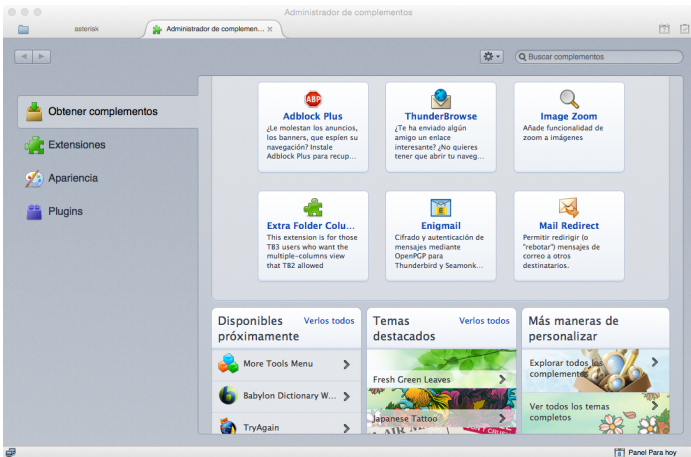 Administrador de complementos
asterisk
Administrador de complemen... ×
Buscar complementos
Obtener complementos
Extensiones
Apariencia
Plugins
ABP
Adblock Plus
¿Le molestan los anuncios,
los banners, que espíen su
navegación? Instale
Adblock Plus para recup...
ThunderBrowse
¿Te ha enviado algún
amigo un enlace
interesante? ¿No quieres
tener que abrir tu naveg...
Image Zoom
Añade funcionalidad de
zoom a imágenes
Extra Folder Colu...
This extension is for those
TB3 users who want the
multiple-columns view
that TB2 allowed
Enigmail
Cifrado y autenticación de
mensajes mediante
OpenPGP para
Thunderbird y Seamonk...
Mail Redirect
Permitir redirigir (o
"rebotar") mensajes de
correo a otros
destinatarios.
Disponibles
próximamente
Verlos todos
More Tools Menu
Babylon Dictionary W...
TryAgain
Temas
destacados
Verlos todos
Fresh Green Leaves
Japanese Tattoo
Más maneras de
personalizar
Explorar todos los
complementos
Ver todos los temas
completos
Panel Para hoy